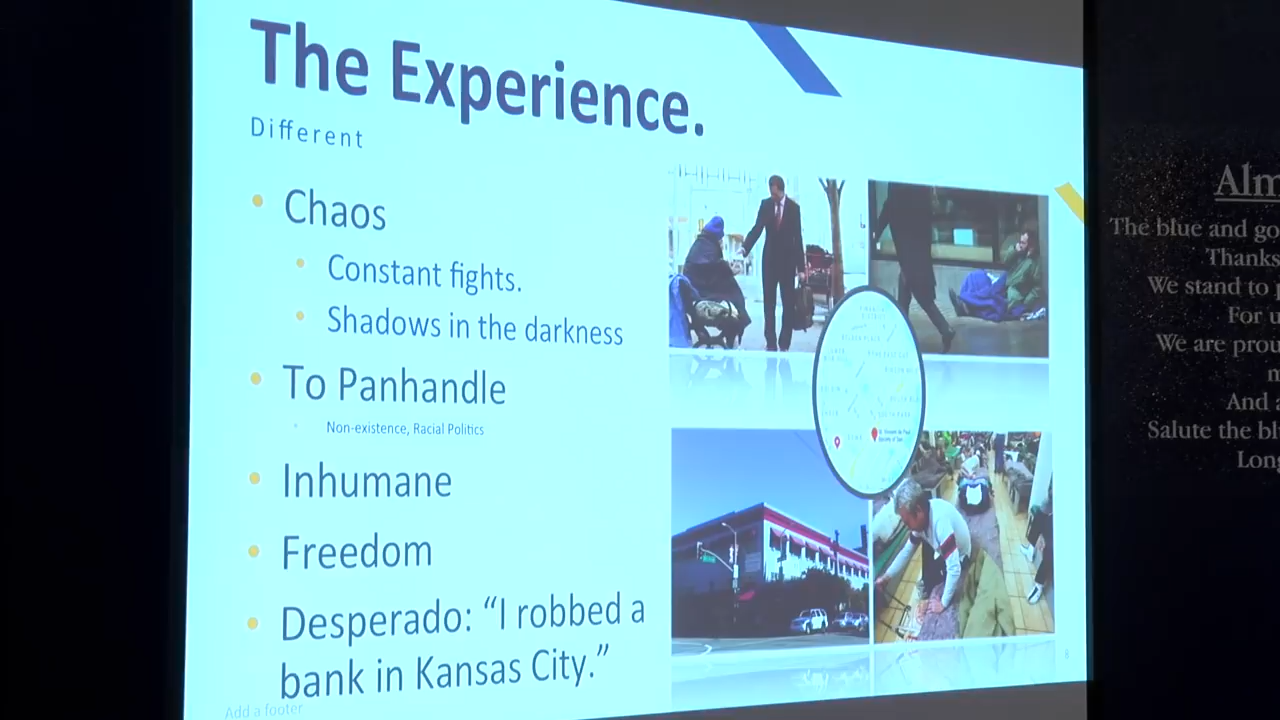 The Experience.
Different
Chaos
Constant fights.
Shadows in the darkness
To Panhandle
Non-existence, Racial Politics
Inhumane
Freedom
Desperado: “I robbed a
bank in Kansas City.”
Add a footer
8
Alm
The blue and go
Thanks
We stand to
For u
We are prou
m
And a
Salute the bl
Long